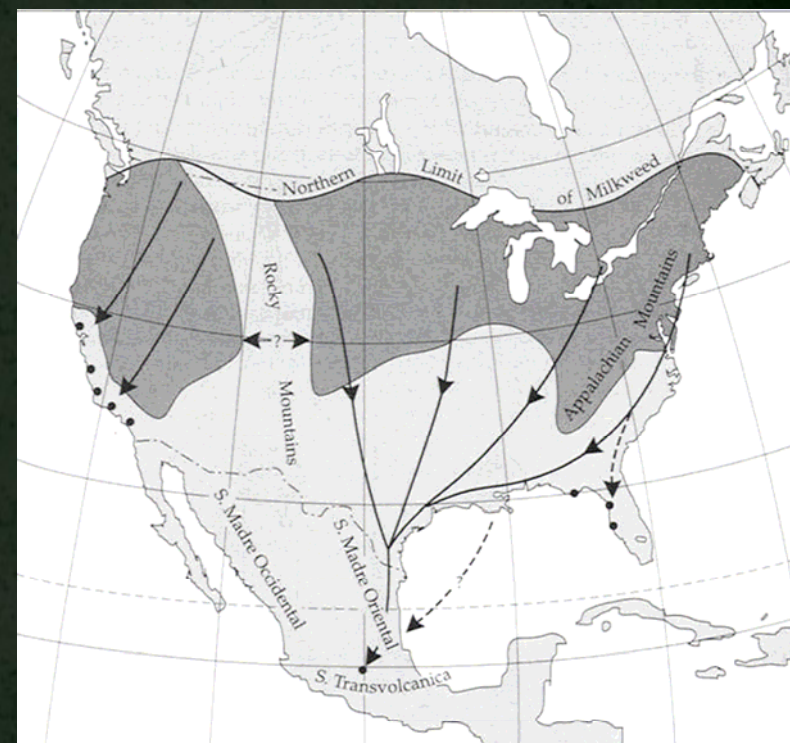 Northern Limit of Milkweed
Rocky
Mountains
?
Appalachian Mountains
S. Madre Occidental
S. Madre Oriental
S. Transvolcanica